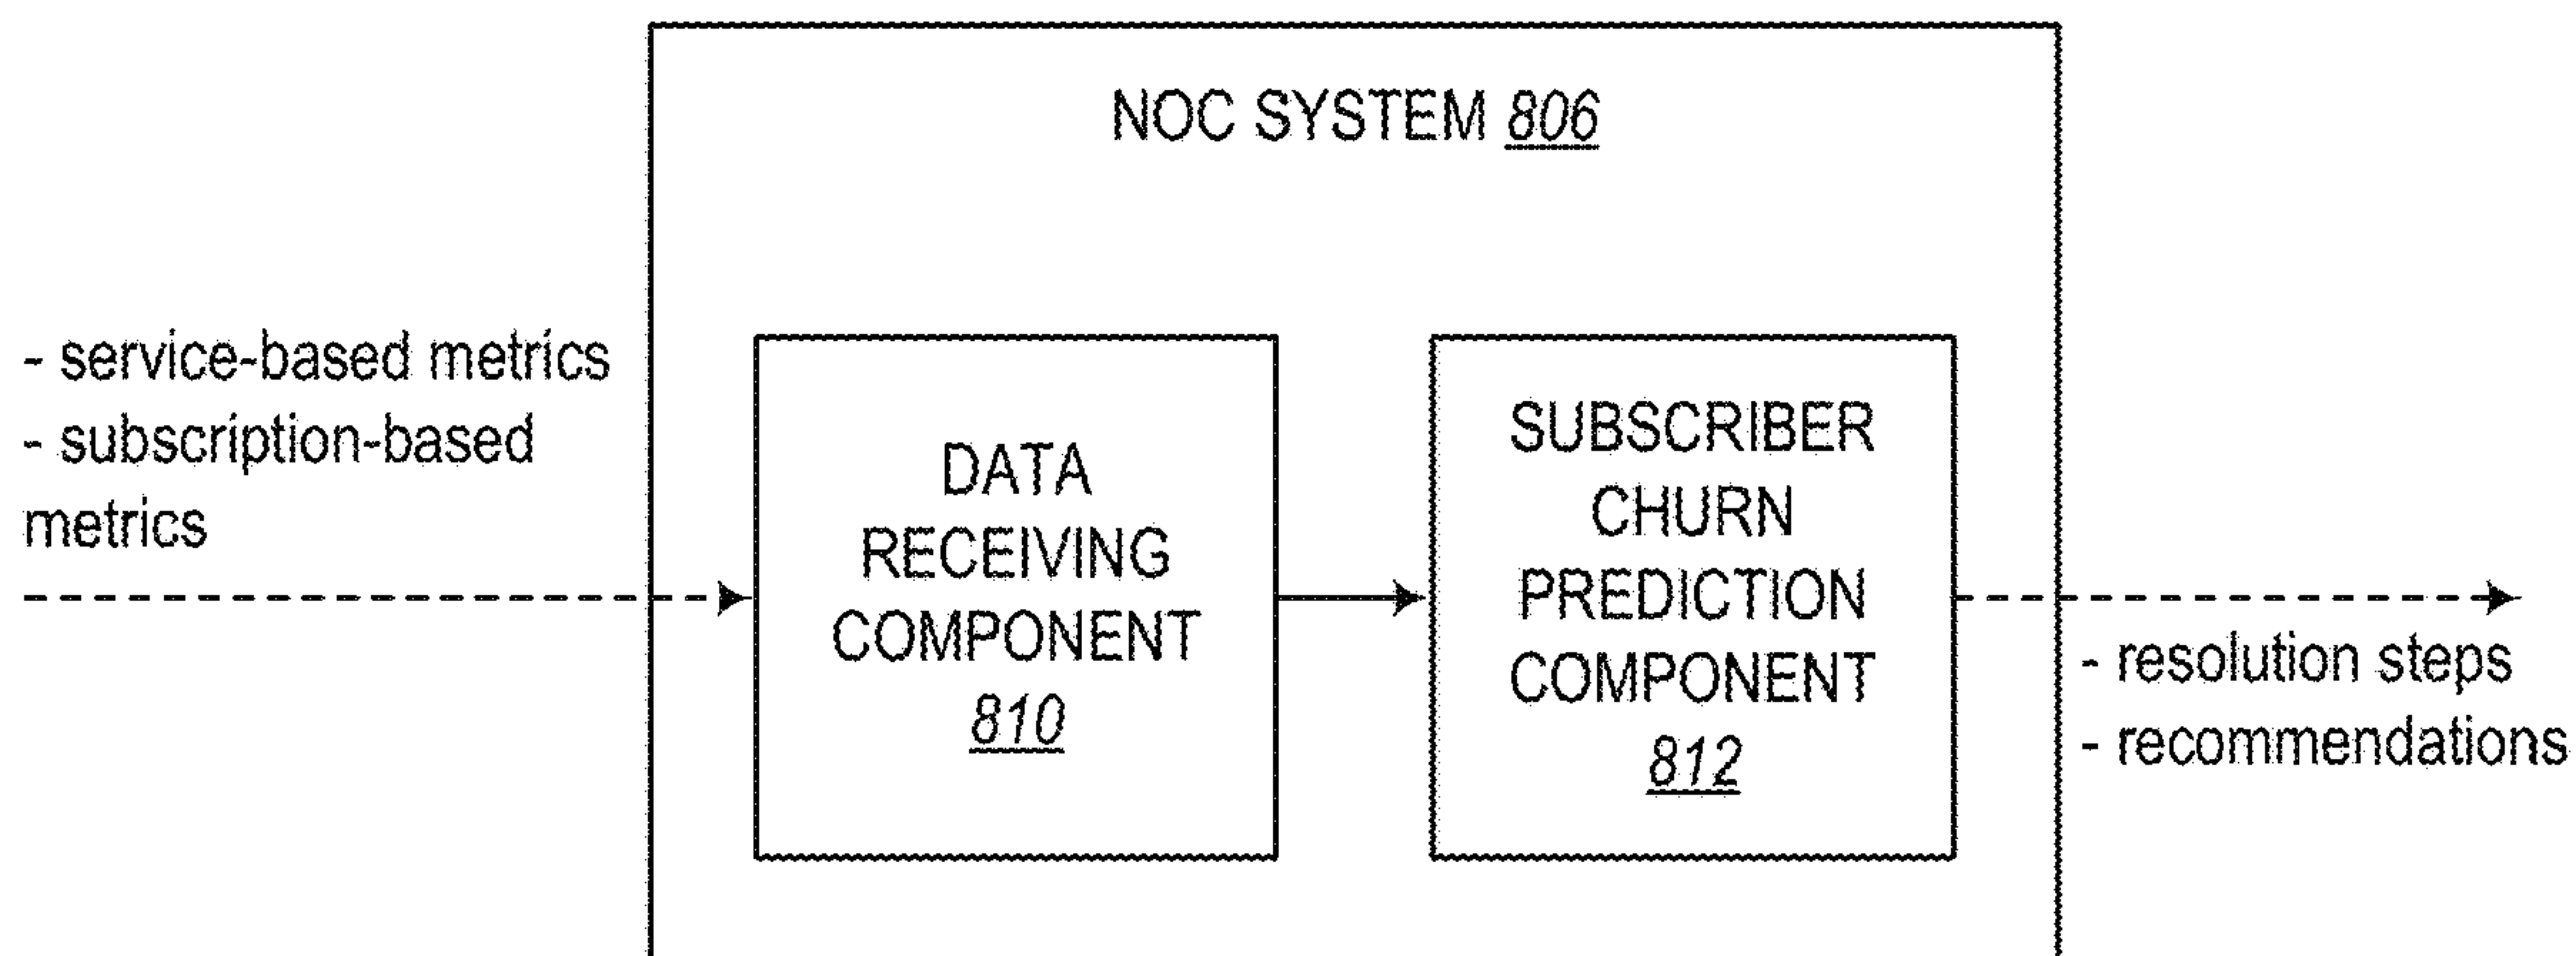 NOC SYSTEM 806
- service-based metrics
- subscription-based
metrics
DATA
RECEIVING
COMPONENT
810
SUBSCRIBER
CHURN
PREDICTION
COMPONENT
812
- resolution steps
- recommendations